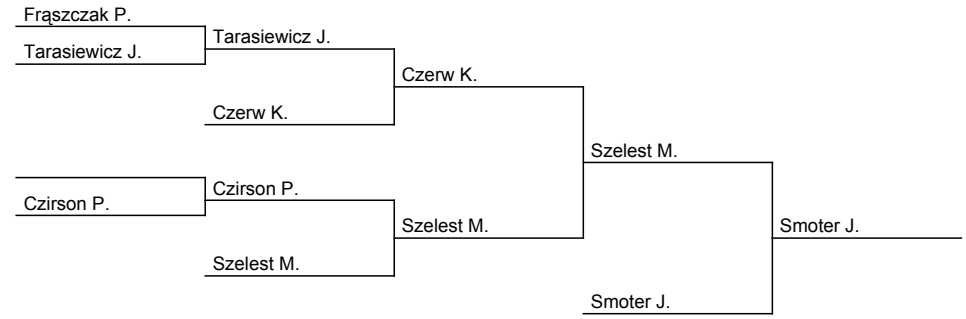 Frąszczak P.
Tarasiewicz J.
Tarasiewicz J.
Czerw K.
Czerw K.
Szelest M.
Czirson P.
Czirson P.
Szelest M.
Smoter J.
Szelest M.
Smoter J.